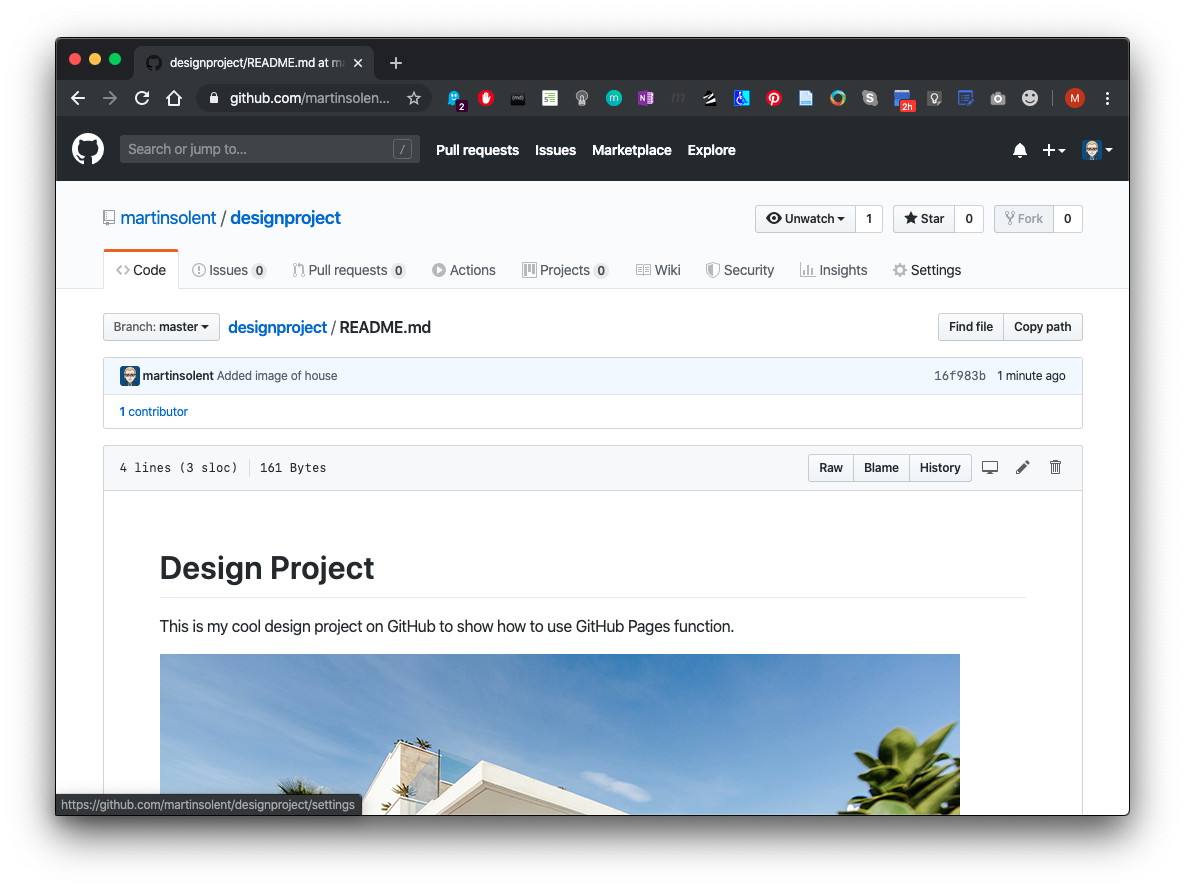 designproject/README.md at ma
github.com/martinsolen...
2
2h
M
Search or jump to...
/
Pull requests Issues Marketplace Explore
martinsolent / designproject
Unwatch 1 Star 0 Fork 0
Code Issues 0 Pull requests 0 Actions Projects 0 Wiki Security Insights Settings
Branch: master designproject / README.md Find file Copy path
martinsolent Added image of house 16f983b 1 minute ago
1 contributor
4 lines (3 sloc) 161 Bytes Raw Blame History
Design Project
This is my cool design project on GitHub to show how to use GitHub Pages function.
https://github.com/martinsolent/designproject/settings